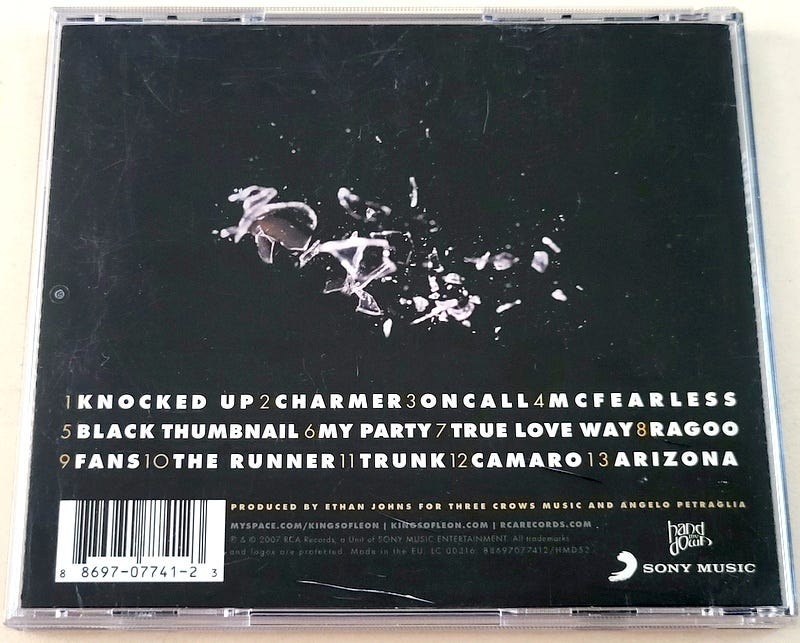 1 KNOCKED UP 2 CHARMER 3 ON CALL 4 MCFEARLESS
5 BLACK THUMBNAIL 6 MY PARTY 7 TRUE LOVE WAY 8 RAGOO
9 FANS 10 THE RUNNER 11 TRUNK 12 CAMARO 13 ARIZONA
PRODUCED BY ETHAN JOHNS FOR THREE CROWS MUSIC AND ANGELO PETRAGLIA
MYSPACE.COM/KINGSOFLEON | KINGSOFLEON.COM | RCARECORDS.COM
℗ & © 2007 RCA Records, a Unit of SONY MUSIC ENTERTAINMENT. All trademarks
and logos are protected. Made in the EU. LC 00316. 88697077412/HMD52
hand me down
SONY MUSIC
8 8697-07741-2 3